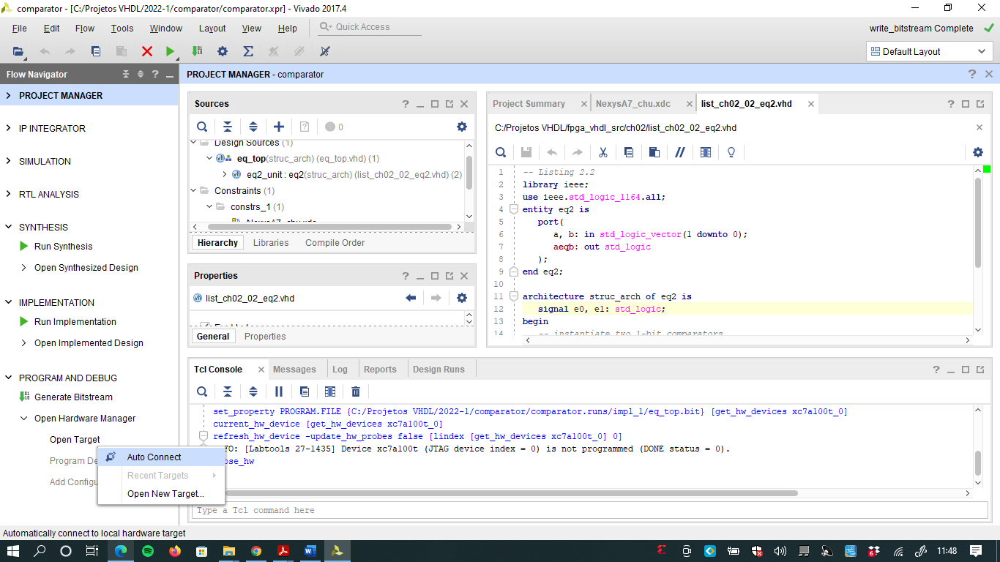 comparator - [C:/Projetos VHDL/2022-1/comparator/comparator.xpr] - Vivado 2017.4
File Edit Flow Tools Window Layout View Help Quick Access
write_bitstream Complete
Default Layout
Flow Navigator
PROJECT MANAGER
IP INTEGRATOR
SIMULATION
RTL ANALYSIS
SYNTHESIS
Run Synthesis
Open Synthesized Design
IMPLEMENTATION
Run Implementation
Open Implemented Design
PROGRAM AND DEBUG
Generate Bitstream
Open Hardware Manager
Open Target
Program De
Add Configu
Auto Connect
Recent Targets
Open New Target...
PROJECT MANAGER - comparator
Sources
0
Design Sources (1)
eq_top(struc_arch) (eq_top.vhd) (1)
eq2_unit : eq2(struc_arch) (list_ch02_02_eq2.vhd) (2)
Constraints (1)
constrs_1 (1)
NexysA7_chu.xdc
Hierarchy Libraries Compile Order
Properties
list_ch02_02_eq2.vhd
General Properties
Project Summary NexysA7_chu.xdc list_ch02_02_eq2.vhd
C:/Projetos VHDL/fpga_vhdl_src/ch02/list_ch02_02_eq2.vhd
1 -- Listing 2.2
2 library ieee;
3 use ieee.std_logic_1164.all;
4 entity eq2 is
5 port(
6 a, b: in std_logic_vector(1 downto 0);
7 aeqb: out std_logic
8 );
9 end eq2;
10
11 architecture struc_arch of eq2 is
12 signal e0, e1: std_logic;
13 begin
14 -- instantiate two 1-bit comparators
Tcl Console Messages Log Reports Design Runs
set_property PROGRAM.FILE {C:/Projetos VHDL/2022-1/comparator/comparator.runs/impl_1/eq_top.bit} [get_hw_devices xc7a100t_0]
current_hw_device [get_hw_devices xc7a100t_0]
refresh_hw_device -update_hw_probes false [lindex [get_hw_devices xc7a100t_0] 0]
FO: [Labtools 27-1435] Device xc7a100t (JTAG device index = 0) is not programmed (DONE status = 0).
ose_hw
Type a Tcl command here
Automatically connect to local hardware target
11:48